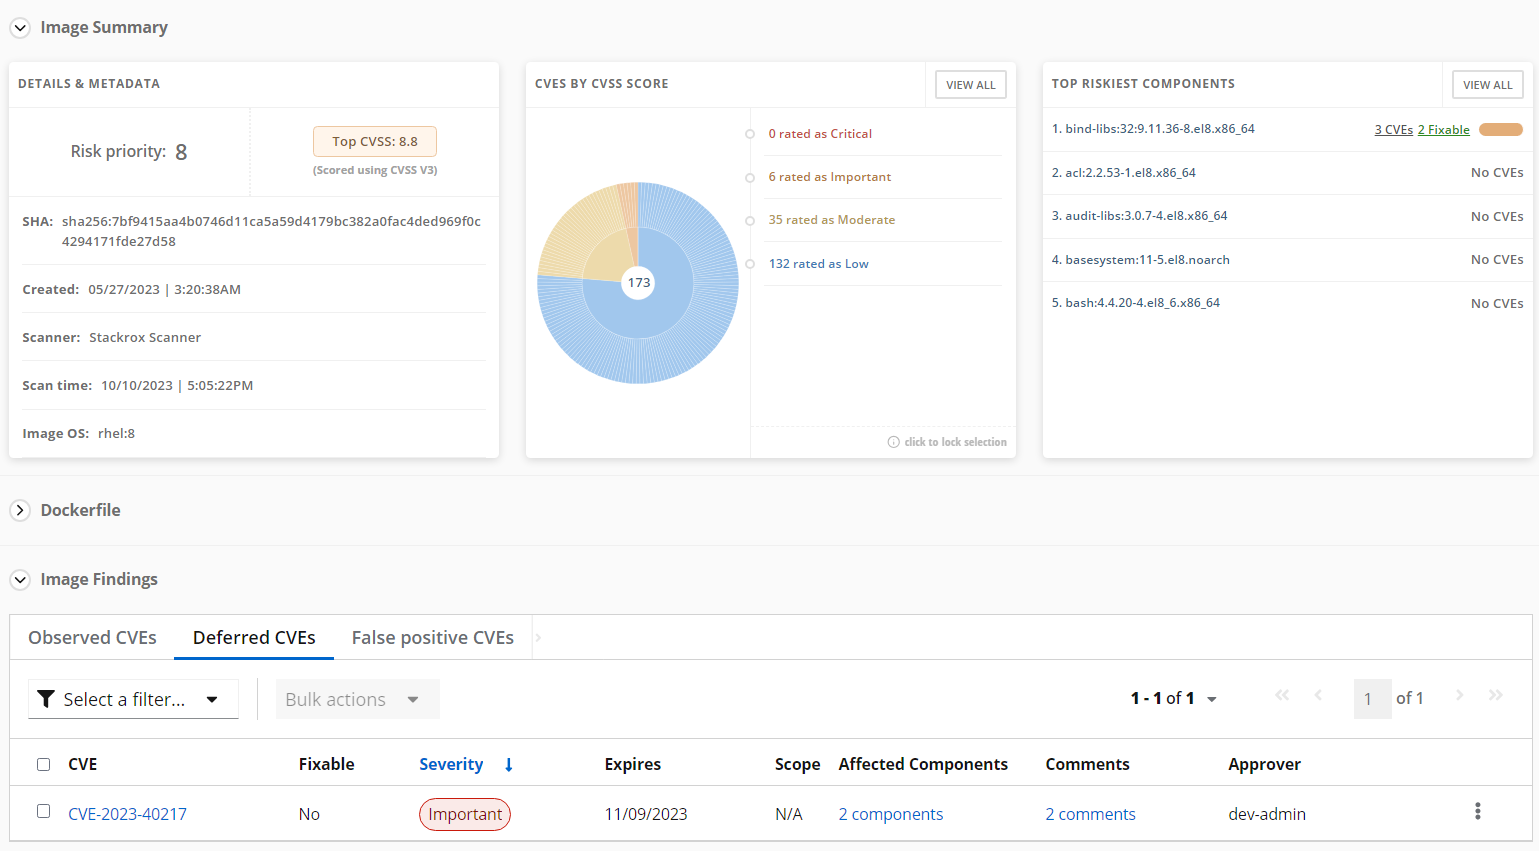 Image Summary
DETAILS & METADATA
Risk priority: 8
Top CVSS: 8.8
(Scored using CVSS V3)
SHA: sha256:7bf9415aa4b0746d11ca5a59d4179bc382a0fac4ded969f0c
4294171fde27d58
Created: 05/27/2023 | 3:20:38AM
Scanner: Stackrox Scanner
Scan time: 10/10/2023 | 5:05:22PM
Image OS: rhel:8
CVES BY CVSS SCORE
VIEW ALL
173
0 rated as Critical
6 rated as Important
35 rated as Moderate
132 rated as Low
click to lock selection
TOP RISKIEST COMPONENTS
VIEW ALL
1. bind-libs:32:9.11.36-8.el8.x86_64 3 CVEs 2 Fixable
2. acl:2.2.53-1.el8.x86_64 No CVEs
3. audit-libs:3.0.7-4.el8.x86_64 No CVEs
4. basesystem:11-5.el8.noarch No CVEs
5. bash:4.4.20-4.el8_6.x86_64 No CVEs
Dockerfile
Image Findings
Observed CVEs Deferred CVEs False positive CVEs
Select a filter... Bulk actions 1 - 1 of 1 1 of 1
CVE Fixable Severity Expires Scope Affected Components Comments Approver
CVE-2023-40217 No Important 11/09/2023 N/A 2 components 2 comments dev-admin